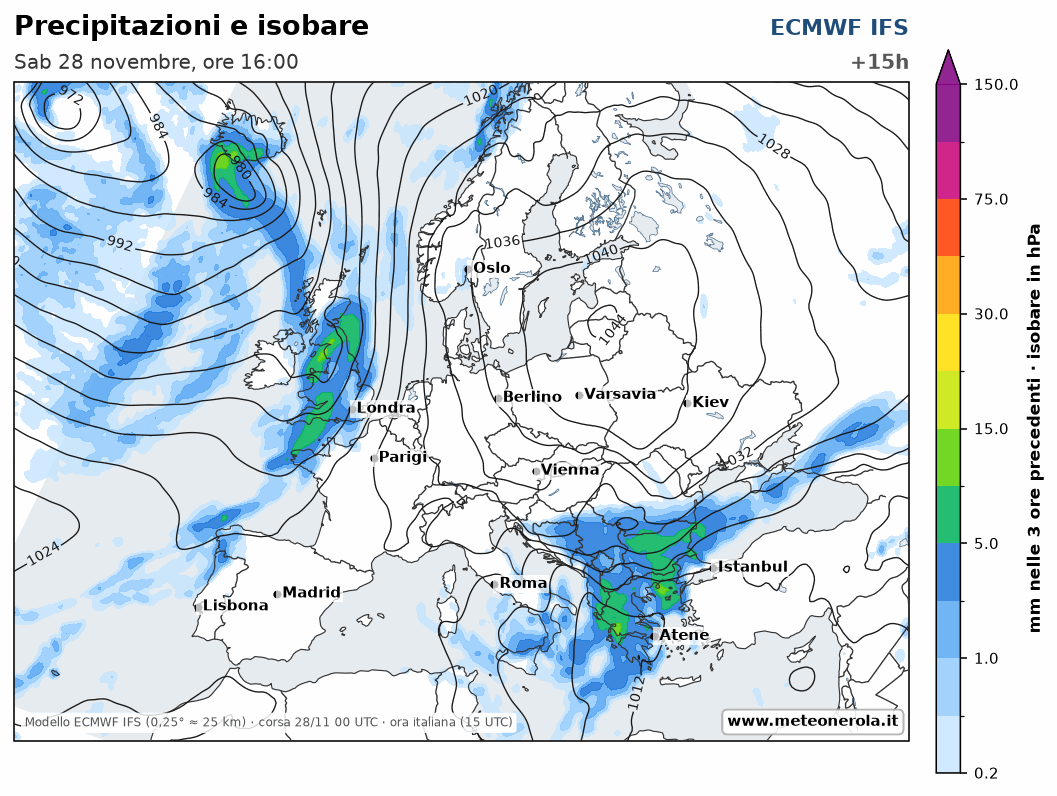 Precipitazioni e isobare
ECMWF IFS
Sab 28 novembre, ore 16:00
+15h
972
984
980
984
992
1020
1028
1036
1040
1044
1032
1024
1012
Oslo
Londra
Berlino
Varsavia
Kiev
Parigi
Vienna
Roma
Istanbul
Madrid
Lisbona
Atene
Modello ECMWF IFS (0,25° ≈ 25 km) · corsa 28/11 00 UTC · ora italiana (15 UTC)
www.meteonerola.it
150.0
75.0
30.0
15.0
5.0
1.0
0.2
mm nelle 3 ore precedenti · isobare in hPa